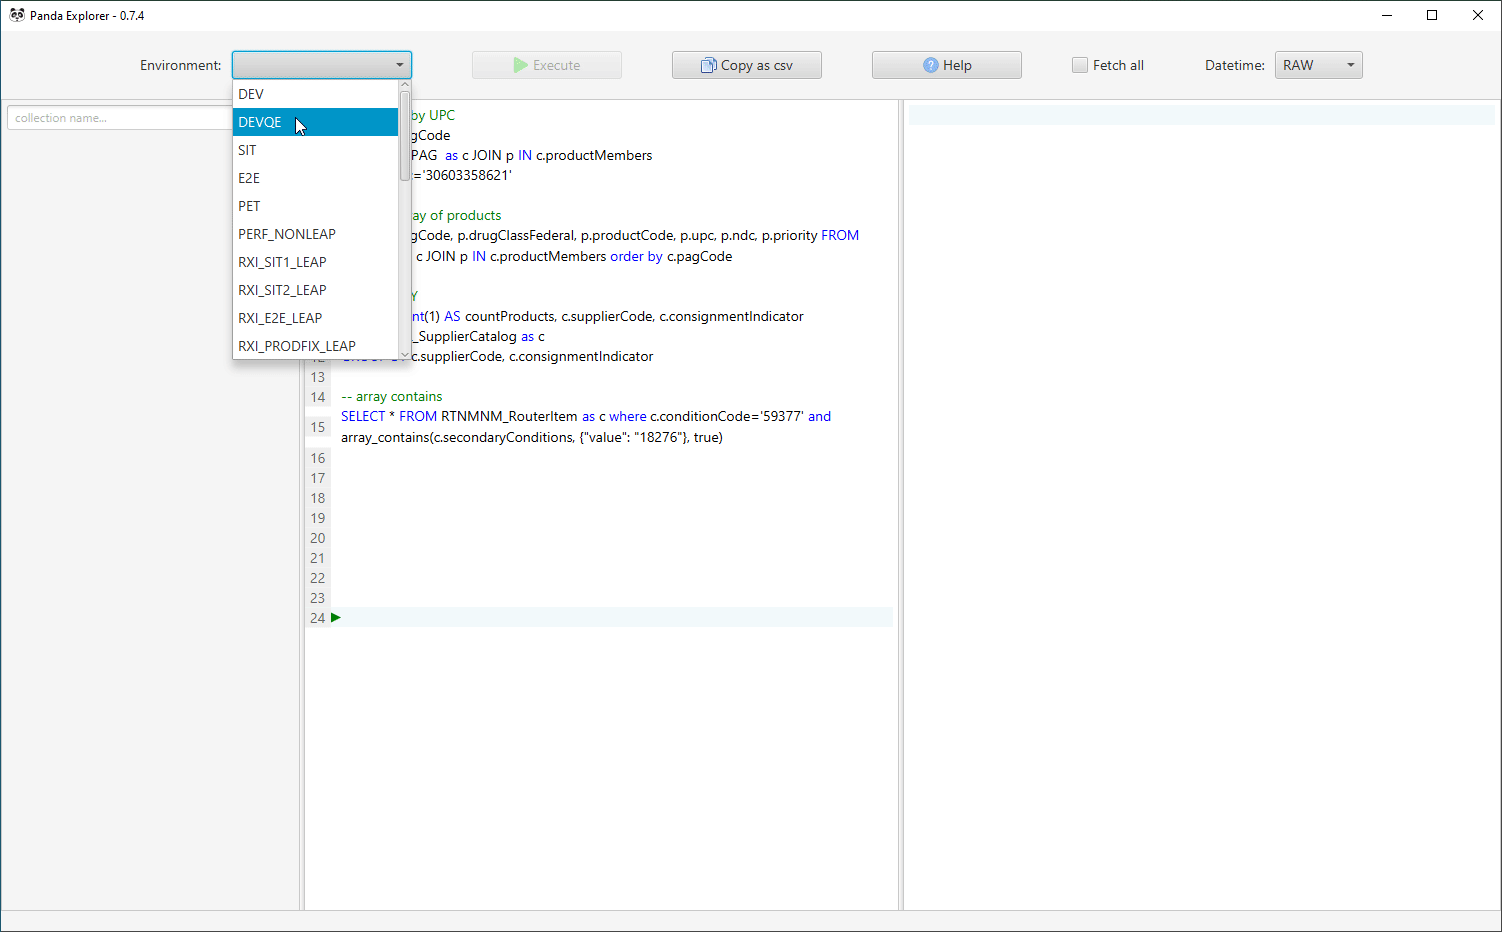 Panda Explorer - 0.7.4
Environment:
Execute
Copy as csv
Help
Fetch all
Datetime:
RAW
collection name...
DEV
DEVQE
SIT
E2E
PET
PERF_NONLEAP
RXI_SIT1_LEAP
RXI_SIT2_LEAP
RXI_E2E_LEAP
RXI_PRODFIX_LEAP
by UPC
gCode
PAG as c JOIN p IN c.productMembers
='30603358621'
ay of products
gCode, p.drugClassFederal, p.productCode, p.upc, p.ndc, p.priority FROM
c JOIN p IN c.productMembers order by c.pagCode
Y
nt(1) AS countProducts, c.supplierCode, c.consignmentIndicator
_SupplierCatalog as c
c.supplierCode, c.consignmentIndicator
13
14 -- array contains
15 SELECT * FROM RTNMNM_RouterItem as c where c.conditionCode='59377' and
array_contains(c.secondaryConditions, {"value": "18276"}, true)
16
17
18
19
20
21
22
23
24